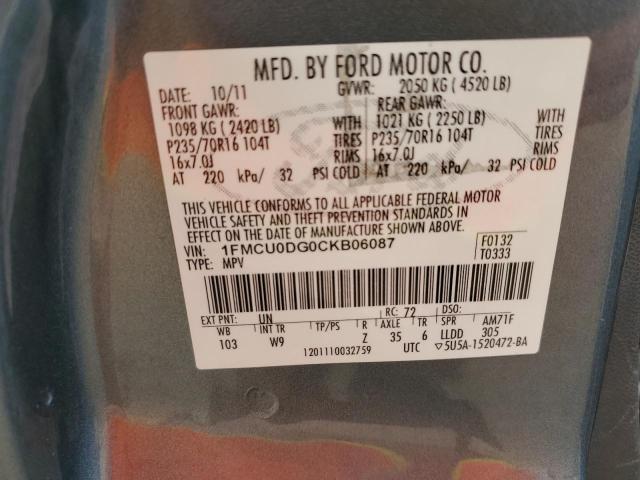 MFD. BY FORD MOTOR CO.
DATE: 10/11 GVWR: 2050 KG ( 4520 LB)
FRONT GAWR: REAR GAWR:
1098 KG ( 2420 LB) WITH 1021 KG ( 2250 LB) WITH
P235/70R16 104T TIRES P235/70R16 104T TIRES
16x7.0J RIMS 16x7.0J RIMS
AT 220 kPa/ 32 PSI COLD AT 220 kPa/ 32 PSI COLD
THIS VEHICLE CONFORMS TO ALL APPLICABLE FEDERAL MOTOR
VEHICLE SAFETY AND THEFT PREVENTION STANDARDS IN
EFFECT ON THE DATE OF MANUFACTURE SHOWN ABOVE.
VIN: 1FMCU0DG0CKB06087 F0132
TYPE: MPV T0333
EXT PNT: UN RC: 72 DSO:
WB INT TR TP/PS R AXLE TR SPR AM71F
103 W9 Z 35 6 LLDD 305
1201110032759 UTC ▽5U5A-1520472-BA